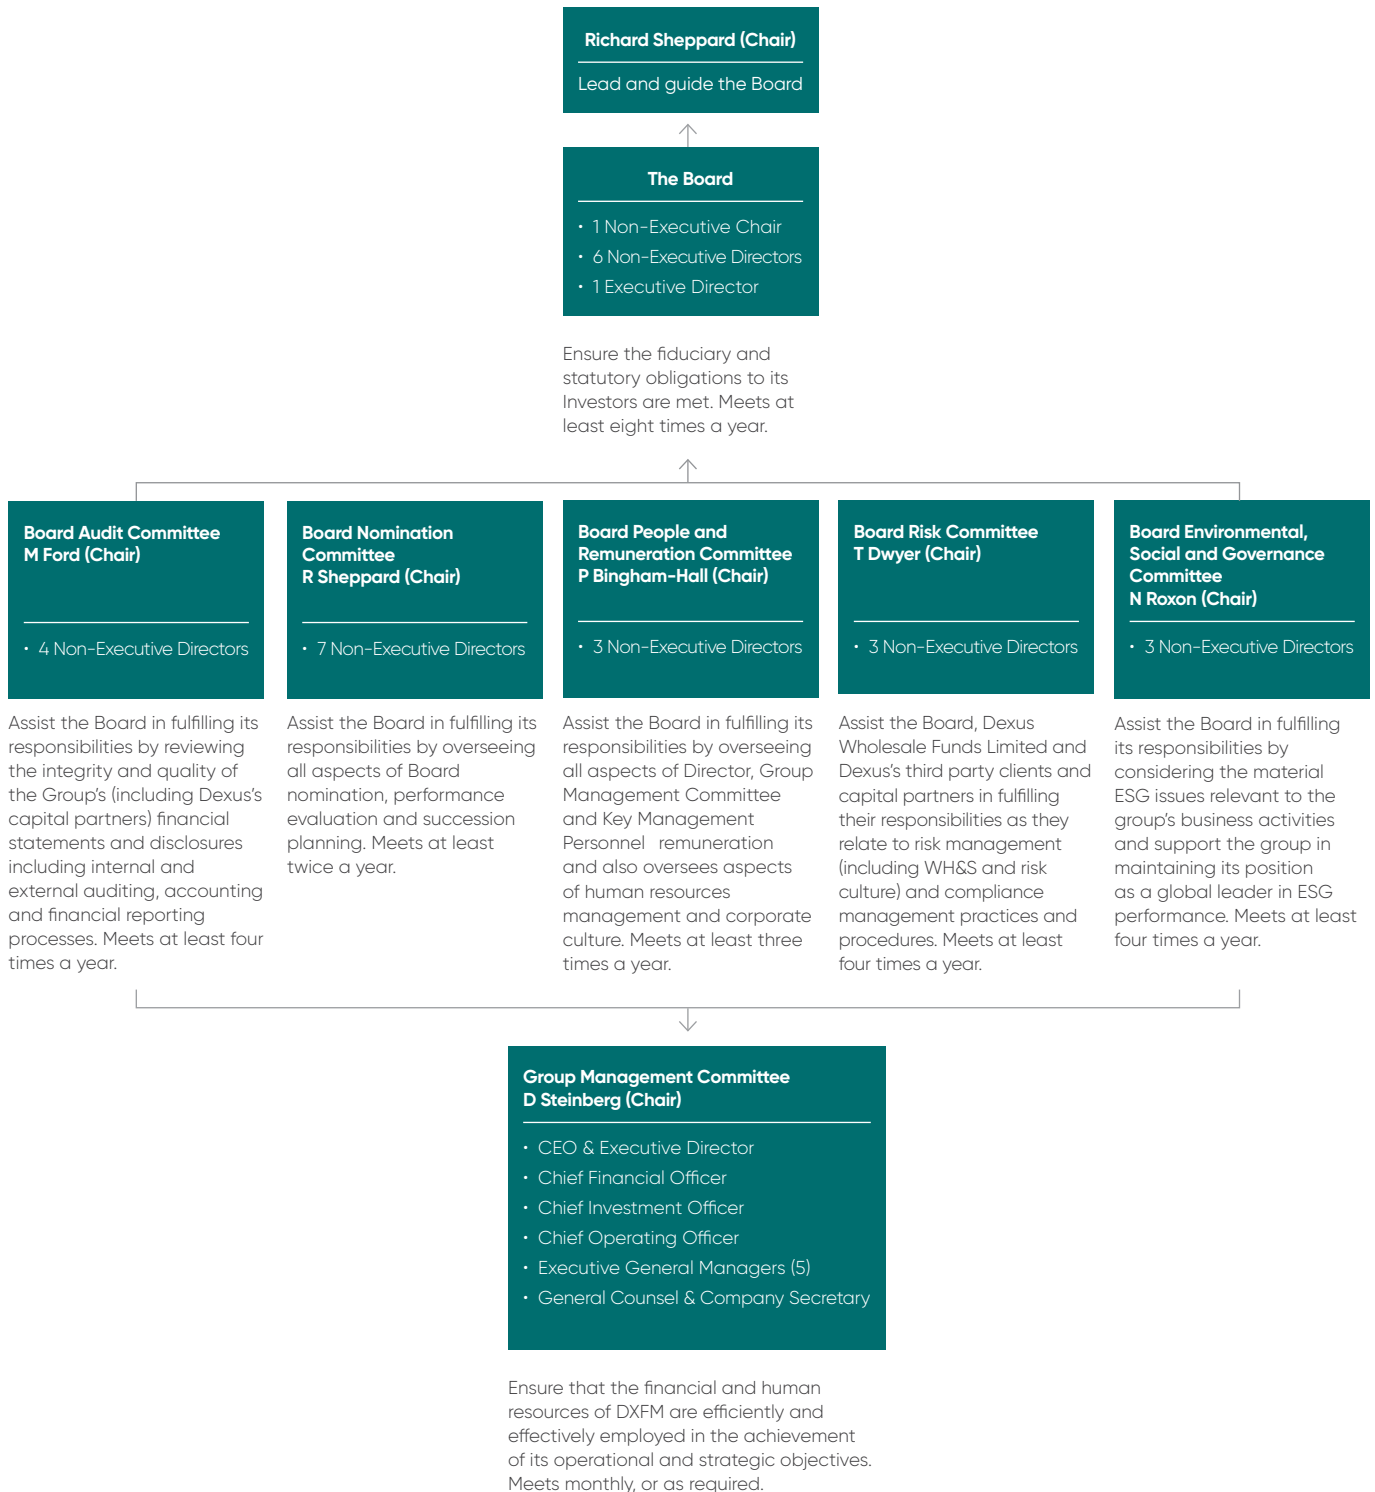 Richard Sheppard (Chair)
Lead and guide the Board
The Board
• 1 Non-Executive Chair
• 6 Non-Executive Directors
• 1 Executive Director
Ensure the fiduciary and
statutory obligations to its
Investors are met. Meets at
least eight times a year.
Board Audit Committee
M Ford (Chair)
• 4 Non-Executive Directors
Assist the Board in fulfilling its
responsibilities by reviewing
the integrity and quality of
the Group's (including Dexus's
capital partners) financial
statements and disclosures
including internal and
external auditing, accounting
and financial reporting
processes. Meets at least four
times a year.
Board Nomination
Committee
R Sheppard (Chair)
• 7 Non-Executive Directors
Assist the Board in fulfilling its
responsibilities by overseeing
all aspects of Board
nomination, performance
evaluation and succession
planning. Meets at least
twice a year.
Board People and
Remuneration Committee
P Bingham-Hall (Chair)
• 3 Non-Executive Directors
Assist the Board in fulfilling its
responsibilities by overseeing
all aspects of Director, Group
Management Committee
and Key Management
Personnel remuneration
and also oversees aspects
of human resources
management and corporate
culture. Meets at least three
times a year.
Board Risk Committee
T Dwyer (Chair)
• 3 Non-Executive Directors
Assist the Board, Dexus
Wholesale Funds Limited and
Dexus's third party clients and
capital partners in fulfilling
their responsibilities as they
relate to risk management
(including WH&S and risk
culture) and compliance
management practices and
procedures. Meets at least
four times a year.
Board Environmental,
Social and Governance
Committee
N Roxon (Chair)
• 3 Non-Executive Directors
Assist the Board in fulfilling
its responsibilities by
considering the material
ESG issues relevant to the
group's business activities
and support the group in
maintaining its position
as a global leader in ESG
performance. Meets at least
four times a year.
Group Management Committee
D Steinberg (Chair)
• CEO & Executive Director
• Chief Financial Officer
• Chief Investment Officer
• Chief Operating Officer
• Executive General Managers (5)
• General Counsel & Company Secretary
Ensure that the financial and human
resources of DXFM are efficiently and
effectively employed in the achievement
of its operational and strategic objectives.
Meets monthly, or as required.